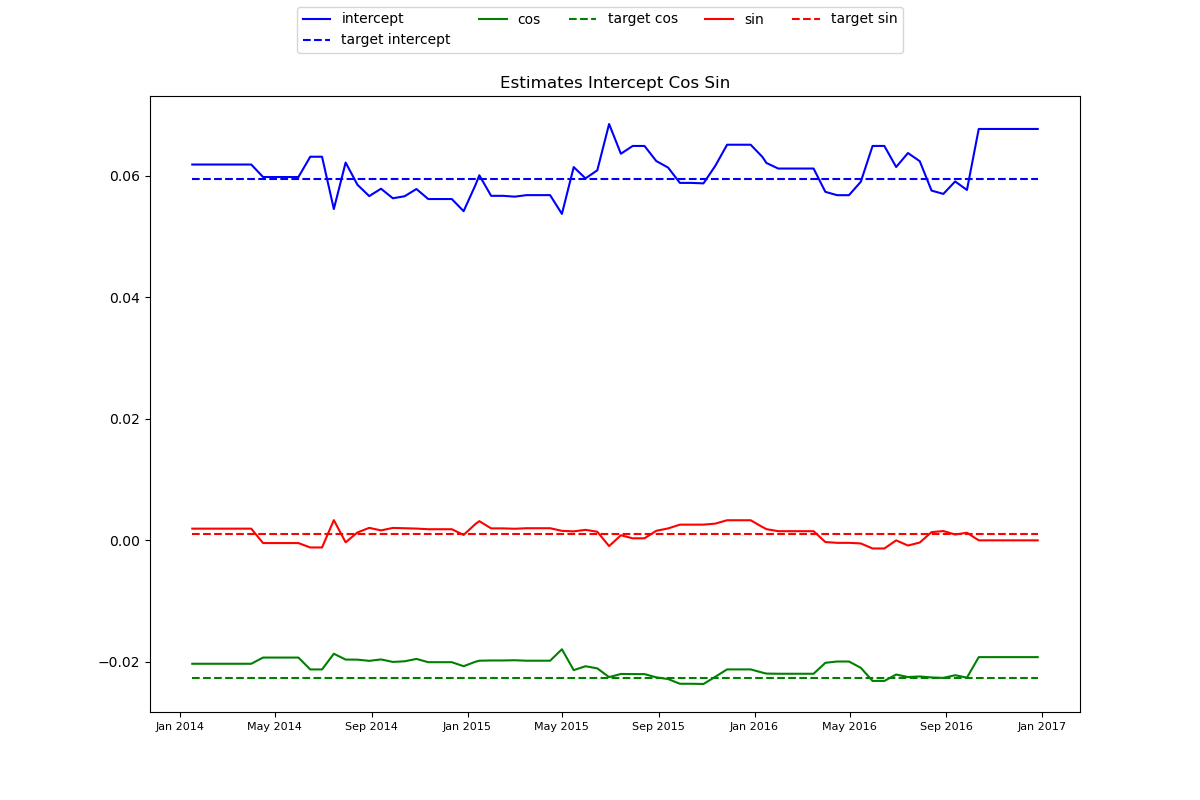 intercept cos target cos sin target sin
target intercept
Estimates Intercept Cos Sin
0.06
0.04
0.02
0.00
−0.02
Jan 2014 May 2014 Sep 2014 Jan 2015 May 2015 Sep 2015 Jan 2016 May 2016 Sep 2016 Jan 2017